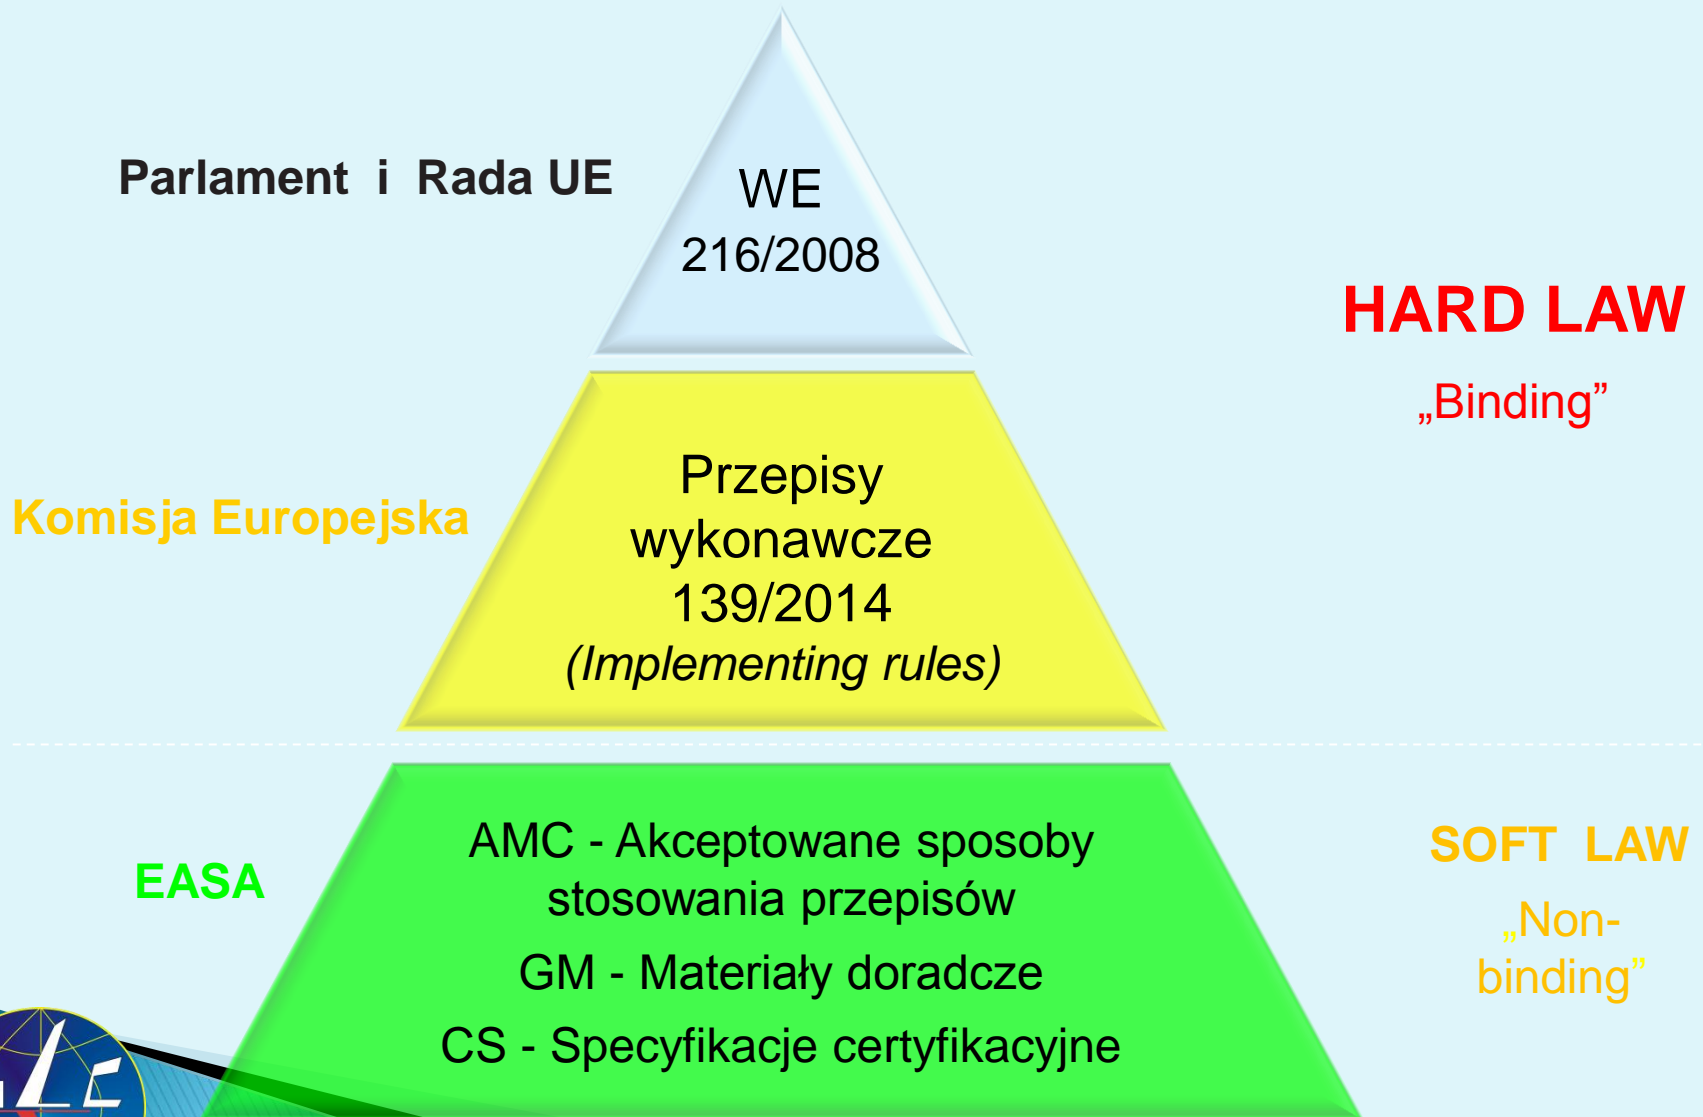 Parlament i Rada UE
WE
216/2008
HARD LAW
„Binding”
Komisja Europejska
Przepisy
wykonawcze
139/2014
(Implementing rules)
EASA
AMC - Akceptowane sposoby
stosowania przepisów
GM - Materiały doradcze
CS - Specyfikacje certyfikacyjne
SOFT LAW
„Non-
binding”